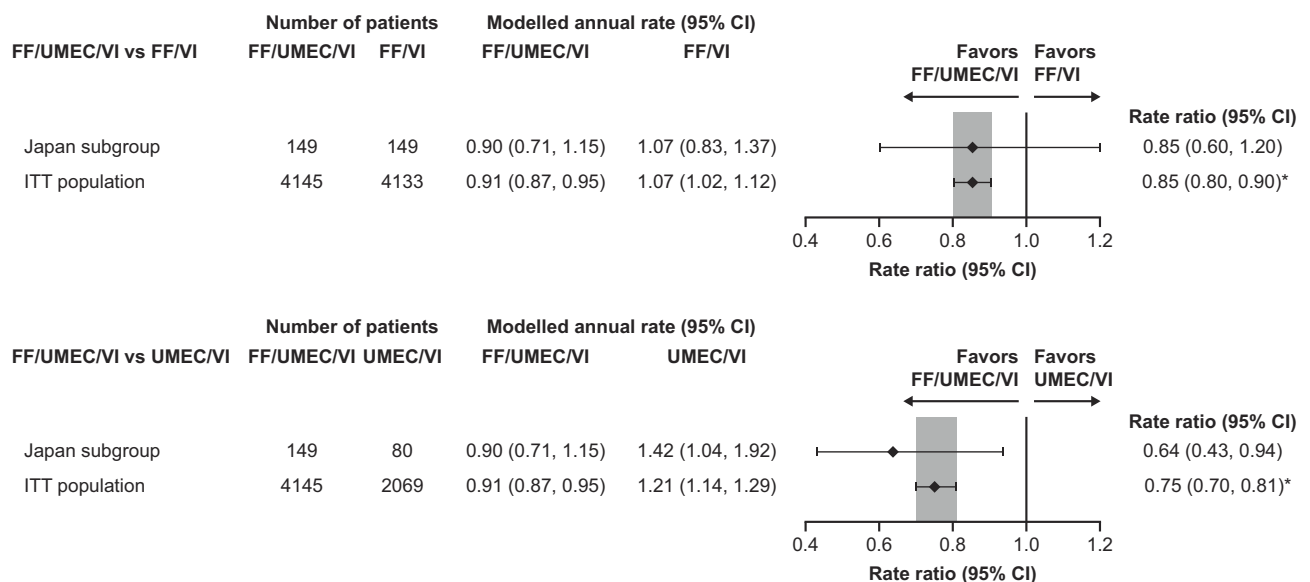 Number of patients Modelled annual rate (95% CI)
FF/UMEC/VI vs FF/VI FF/UMEC/VI FF/VI FF/UMEC/VI FF/VI Favors FF/UMEC/VI Favors FF/VI
Rate ratio (95% CI)
Japan subgroup 149 149 0.90 (0.71, 1.15) 1.07 (0.83, 1.37) 0.85 (0.60, 1.20)
ITT population 4145 4133 0.91 (0.87, 0.95) 1.07 (1.02, 1.12) 0.85 (0.80, 0.90)*
0.4 0.6 0.8 1.0 1.2
Rate ratio (95% CI)
Number of patients Modelled annual rate (95% CI)
FF/UMEC/VI vs UMEC/VI FF/UMEC/VI UMEC/VI FF/UMEC/VI UMEC/VI Favors FF/UMEC/VI Favors UMEC/VI
Rate ratio (95% CI)
Japan subgroup 149 80 0.90 (0.71, 1.15) 1.42 (1.04, 1.92) 0.64 (0.43, 0.94)
ITT population 4145 2069 0.91 (0.87, 0.95) 1.21 (1.14, 1.29) 0.75 (0.70, 0.81)*
0.4 0.6 0.8 1.0 1.2
Rate ratio (95% CI)